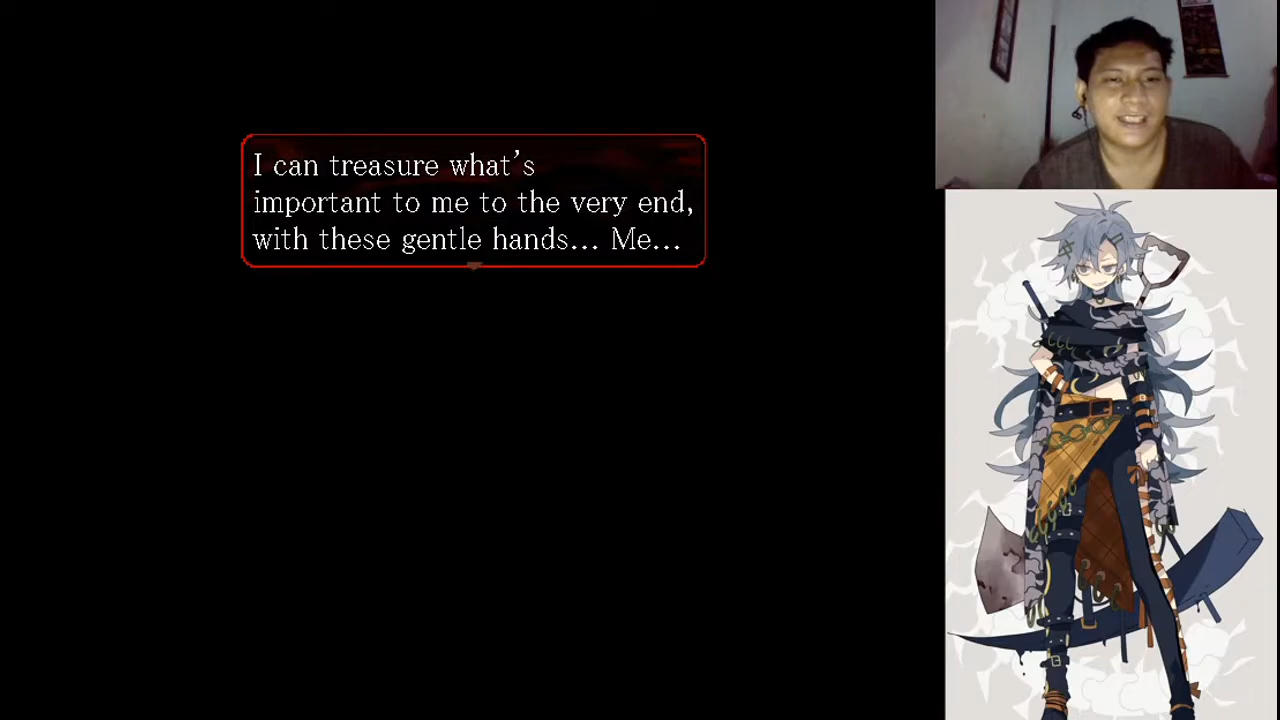 I can treasure what's
important to me to the very end,
with these gentle hands... Me...